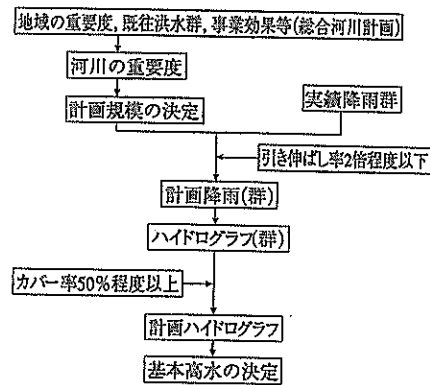 地域の重要度,既往洪水群,事業効果等(総合河川計画)
河川の重要度
計画規模の決定
実績降雨群
引き伸ばし率2倍程度以下
計画降雨(群)
ハイドログラフ(群)
カバー率50%程度以上
計画ハイドログラフ
基本高水の決定